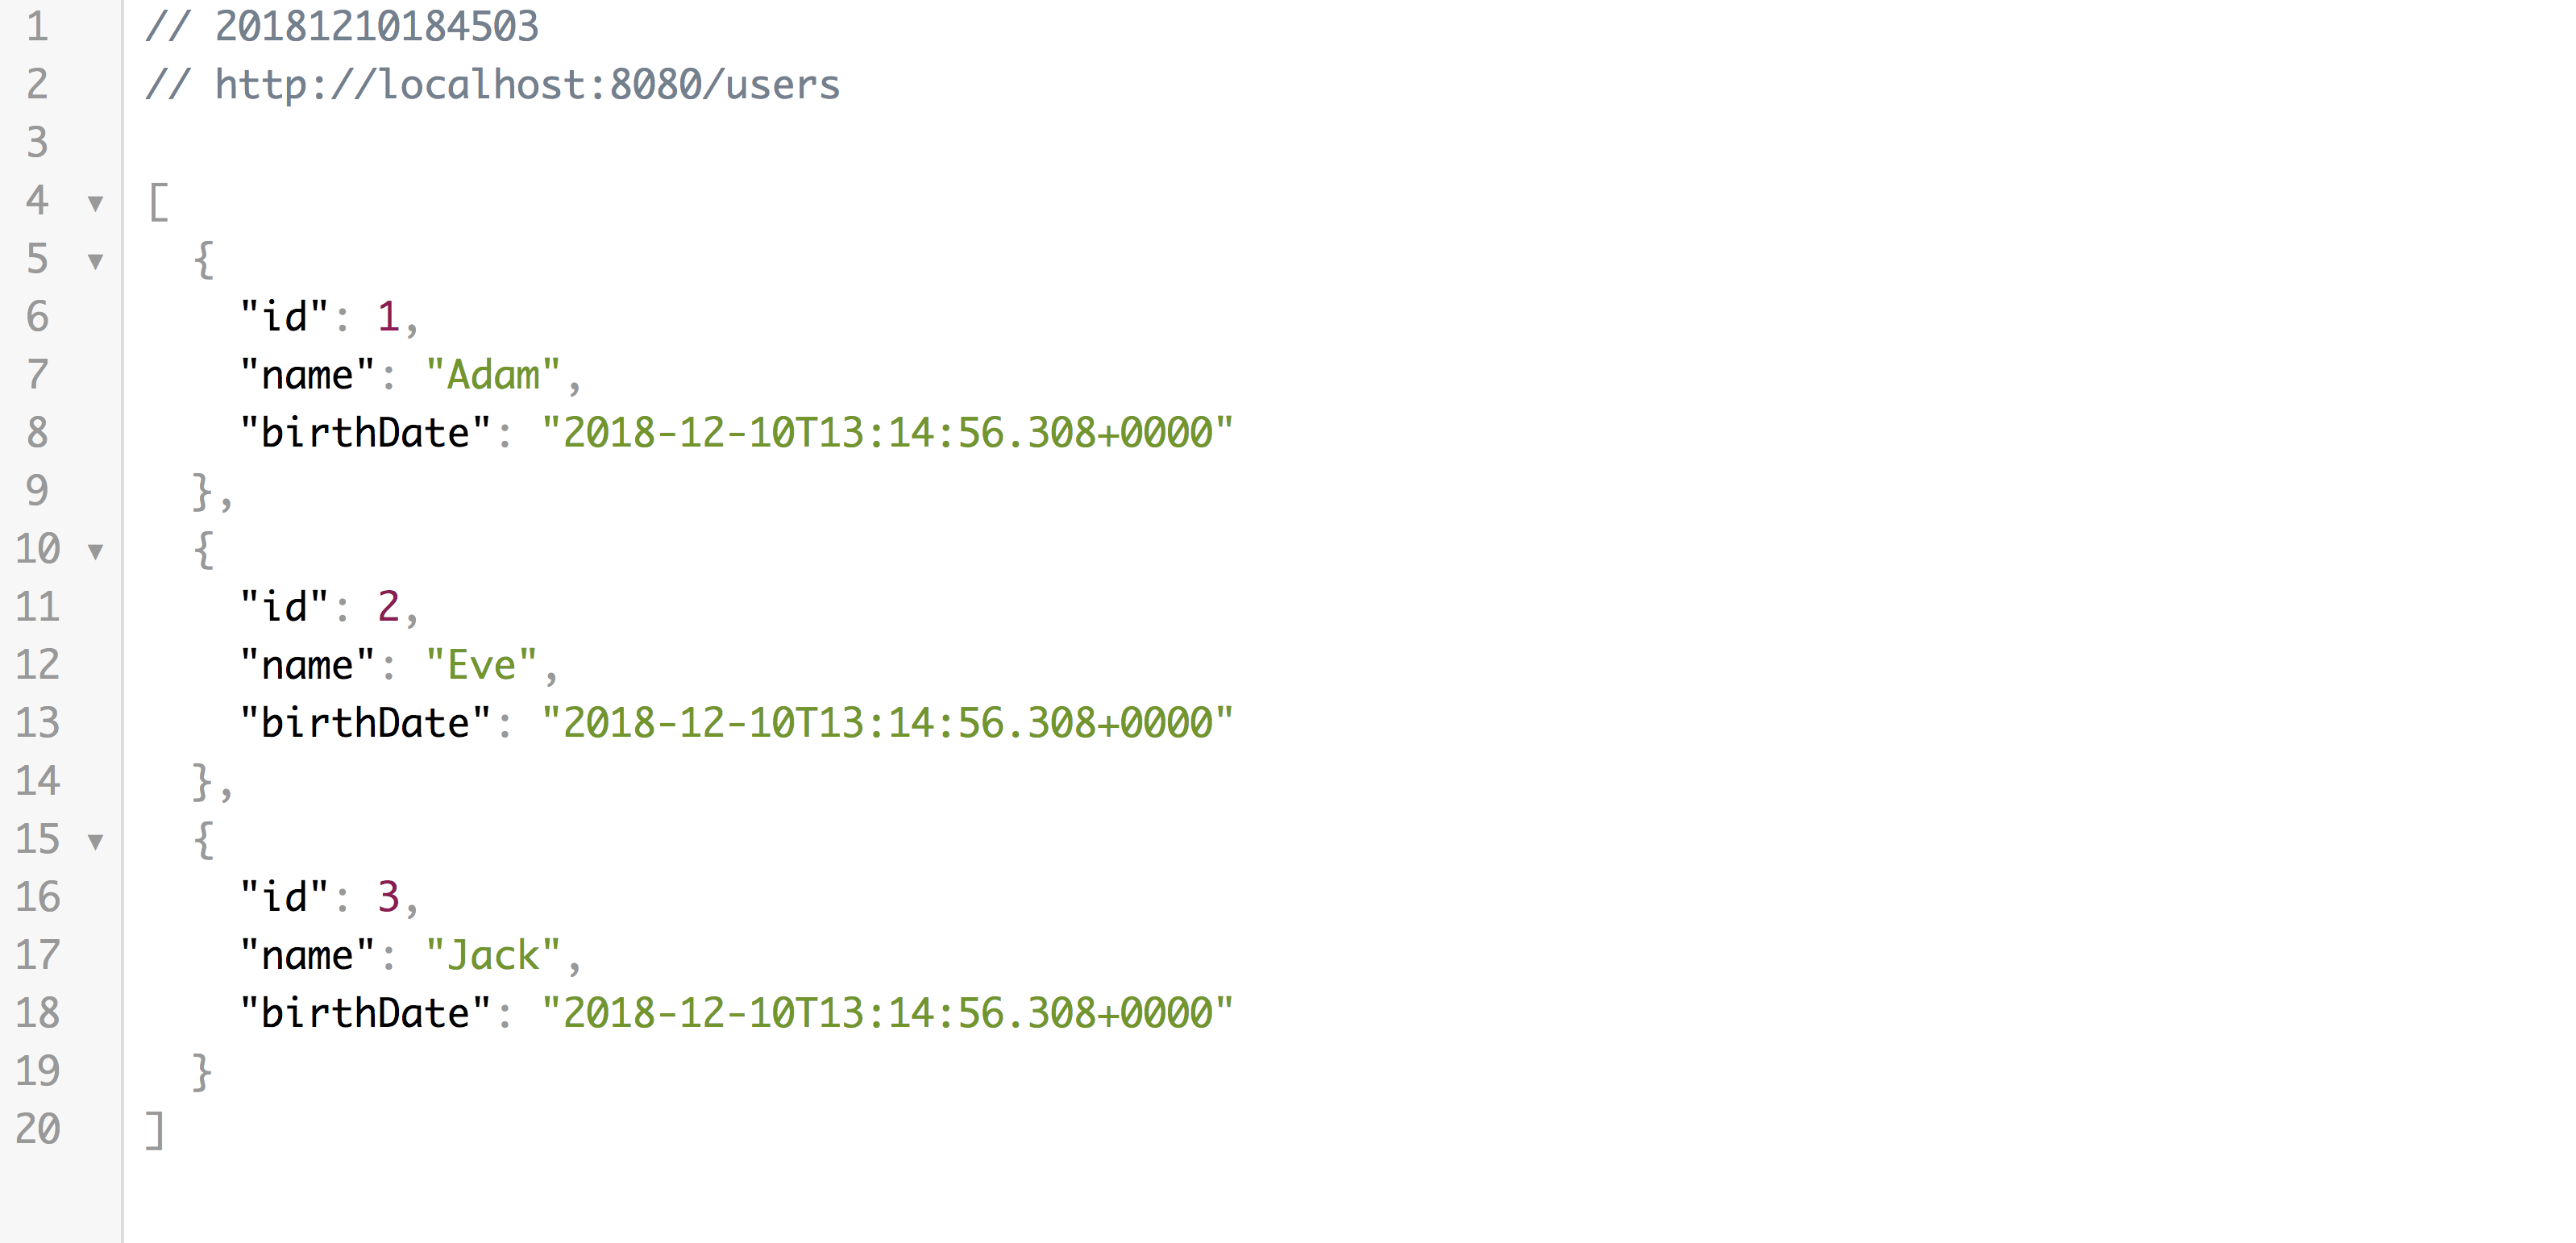 1 // 20181210184503
2 // http://localhost:8080/users
3
4 ▼ [
5 ▼ {
6 "id": 1,
7 "name": "Adam",
8 "birthDate": "2018-12-10T13:14:56.308+0000"
9 },
10 ▼ {
11 "id": 2,
12 "name": "Eve",
13 "birthDate": "2018-12-10T13:14:56.308+0000"
14 },
15 ▼ {
16 "id": 3,
17 "name": "Jack",
18 "birthDate": "2018-12-10T13:14:56.308+0000"
19 }
20 ]